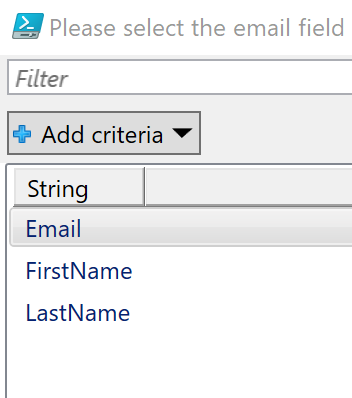 Please select the email field
Filter
Add criteria
String
Email
FirstName
LastName